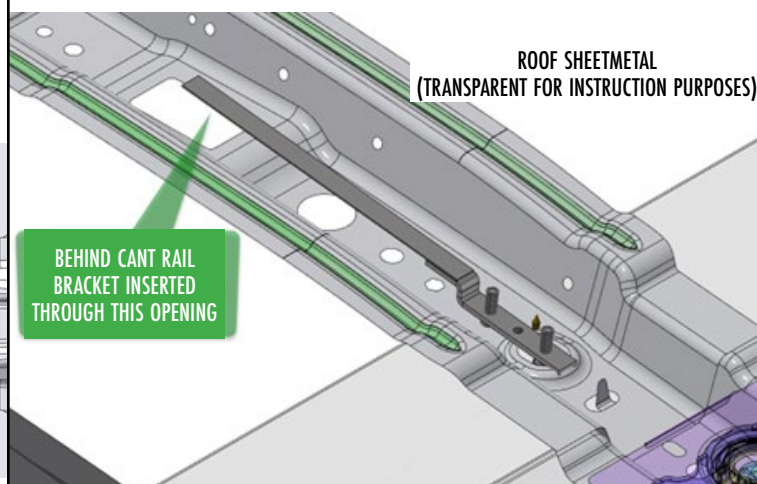 ROOF SHEETMETAL
(TRANSPARENT FOR INSTRUCTION PURPOSES)
BEHIND CANT RAIL
BRACKET INSERTED
THROUGH THIS OPENING